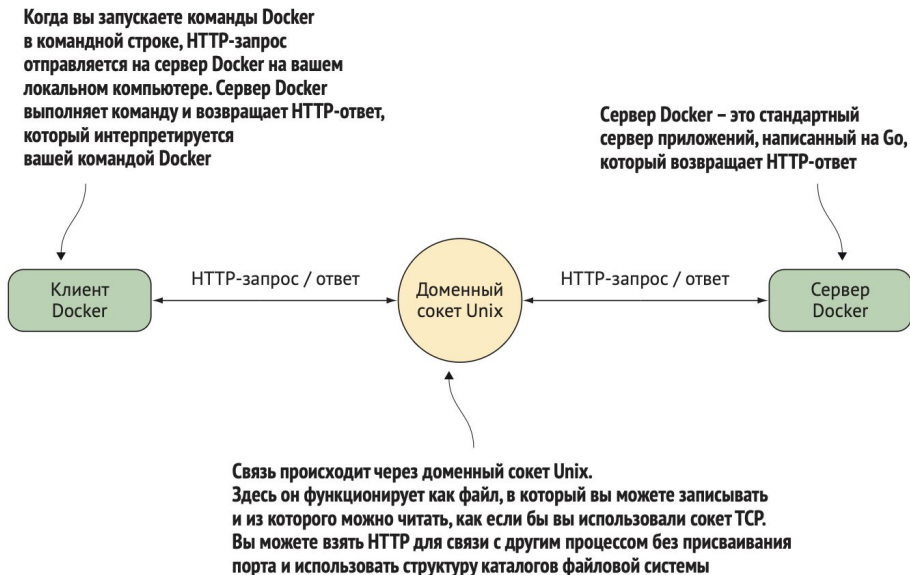 Когда вы запускаете команды Docker
в командной строке, HTTP-запрос
отправляется на сервер Docker на вашем
локальном компьютере. Сервер Docker
выполняет команду и возвращает HTTP-ответ,
который интерпретируется
вашей командой Docker
Сервер Docker – это стандартный
сервер приложений, написанный на Go,
который возвращает HTTP-ответ
Клиент
Docker
HTTP-запрос / ответ
Доменный
сокет Unix
HTTP-запрос / ответ
Сервер
Docker
Связь происходит через доменный сокет Unix.
Здесь он функционирует как файл, в который вы можете записывать
и из которого можно читать, как если бы вы использовали сокет TCP.
Вы можете взять HTTP для связи с другим процессом без присваивания
порта и использовать структуру каталогов файловой системы